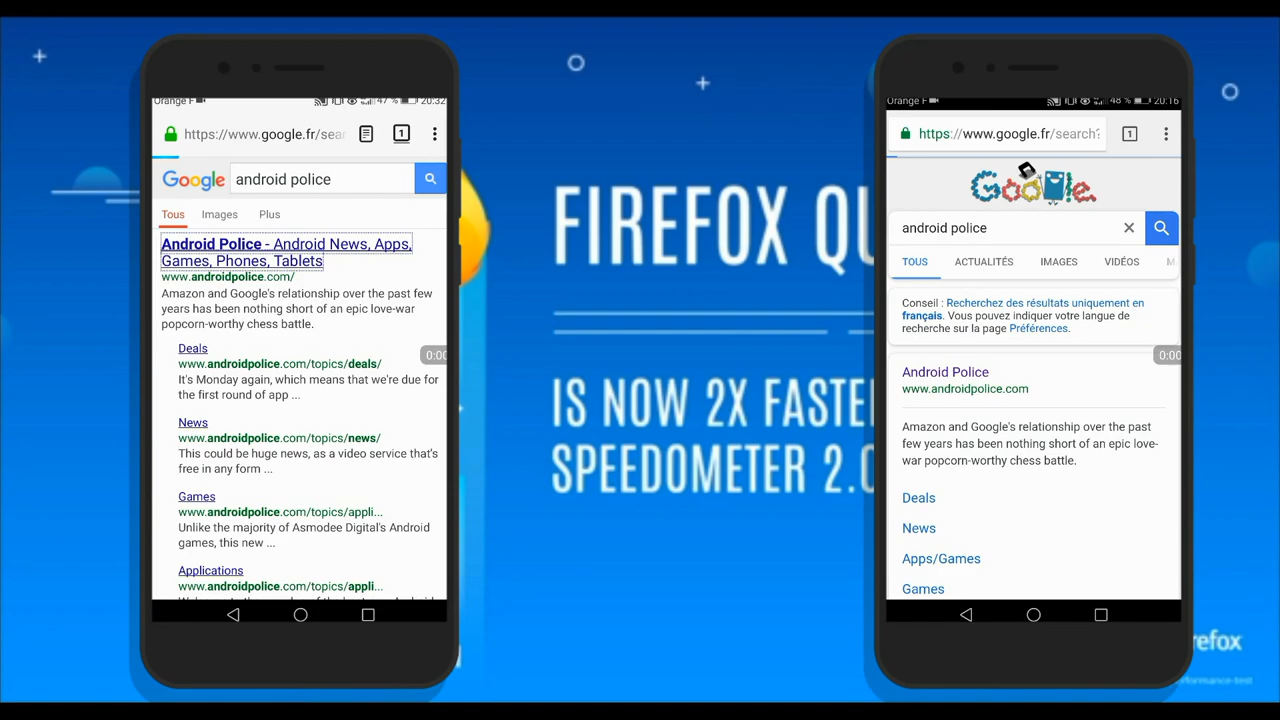 Orange F
47 %
20:32
https://www.google.fr/sear
1
Google
android police
Tous
Images
Plus
Android Police - Android News, Apps,
Games, Phones, Tablets
www.androidpolice.com/
Amazon and Google's relationship over the past few
years has been nothing short of an epic love-war
popcorn-worthy chess battle.
Deals
www.androidpolice.com/topics/deals/
It's Monday again, which means that we're due for
the first round of app ...
News
www.androidpolice.com/topics/news/
This could be huge news, as a video service that's
free in any form ...
Games
www.androidpolice.com/topics/appli...
Unlike the majority of Asmodee Digital's Android
games, this new ...
Applications
www.androidpolice.com/topics/appli...
0:00
FIREFOX QU
IS NOW 2X FASTE
SPEEDOMETER 2.0
Orange F
48 %
20:16
https://www.google.fr/search?
1
Google
android police
TOUS
ACTUALITÉS
IMAGES
VIDÉOS
M
Conseil : Recherchez des résultats uniquement en
français. Vous pouvez indiquer votre langue de
recherche sur la page Préférences.
0:00
Android Police
www.androidpolice.com
Amazon and Google's relationship over the past
few years has been nothing short of an epic love-
war popcorn-worthy chess battle.
Deals
News
Apps/Games
Games
refox
rformance-test